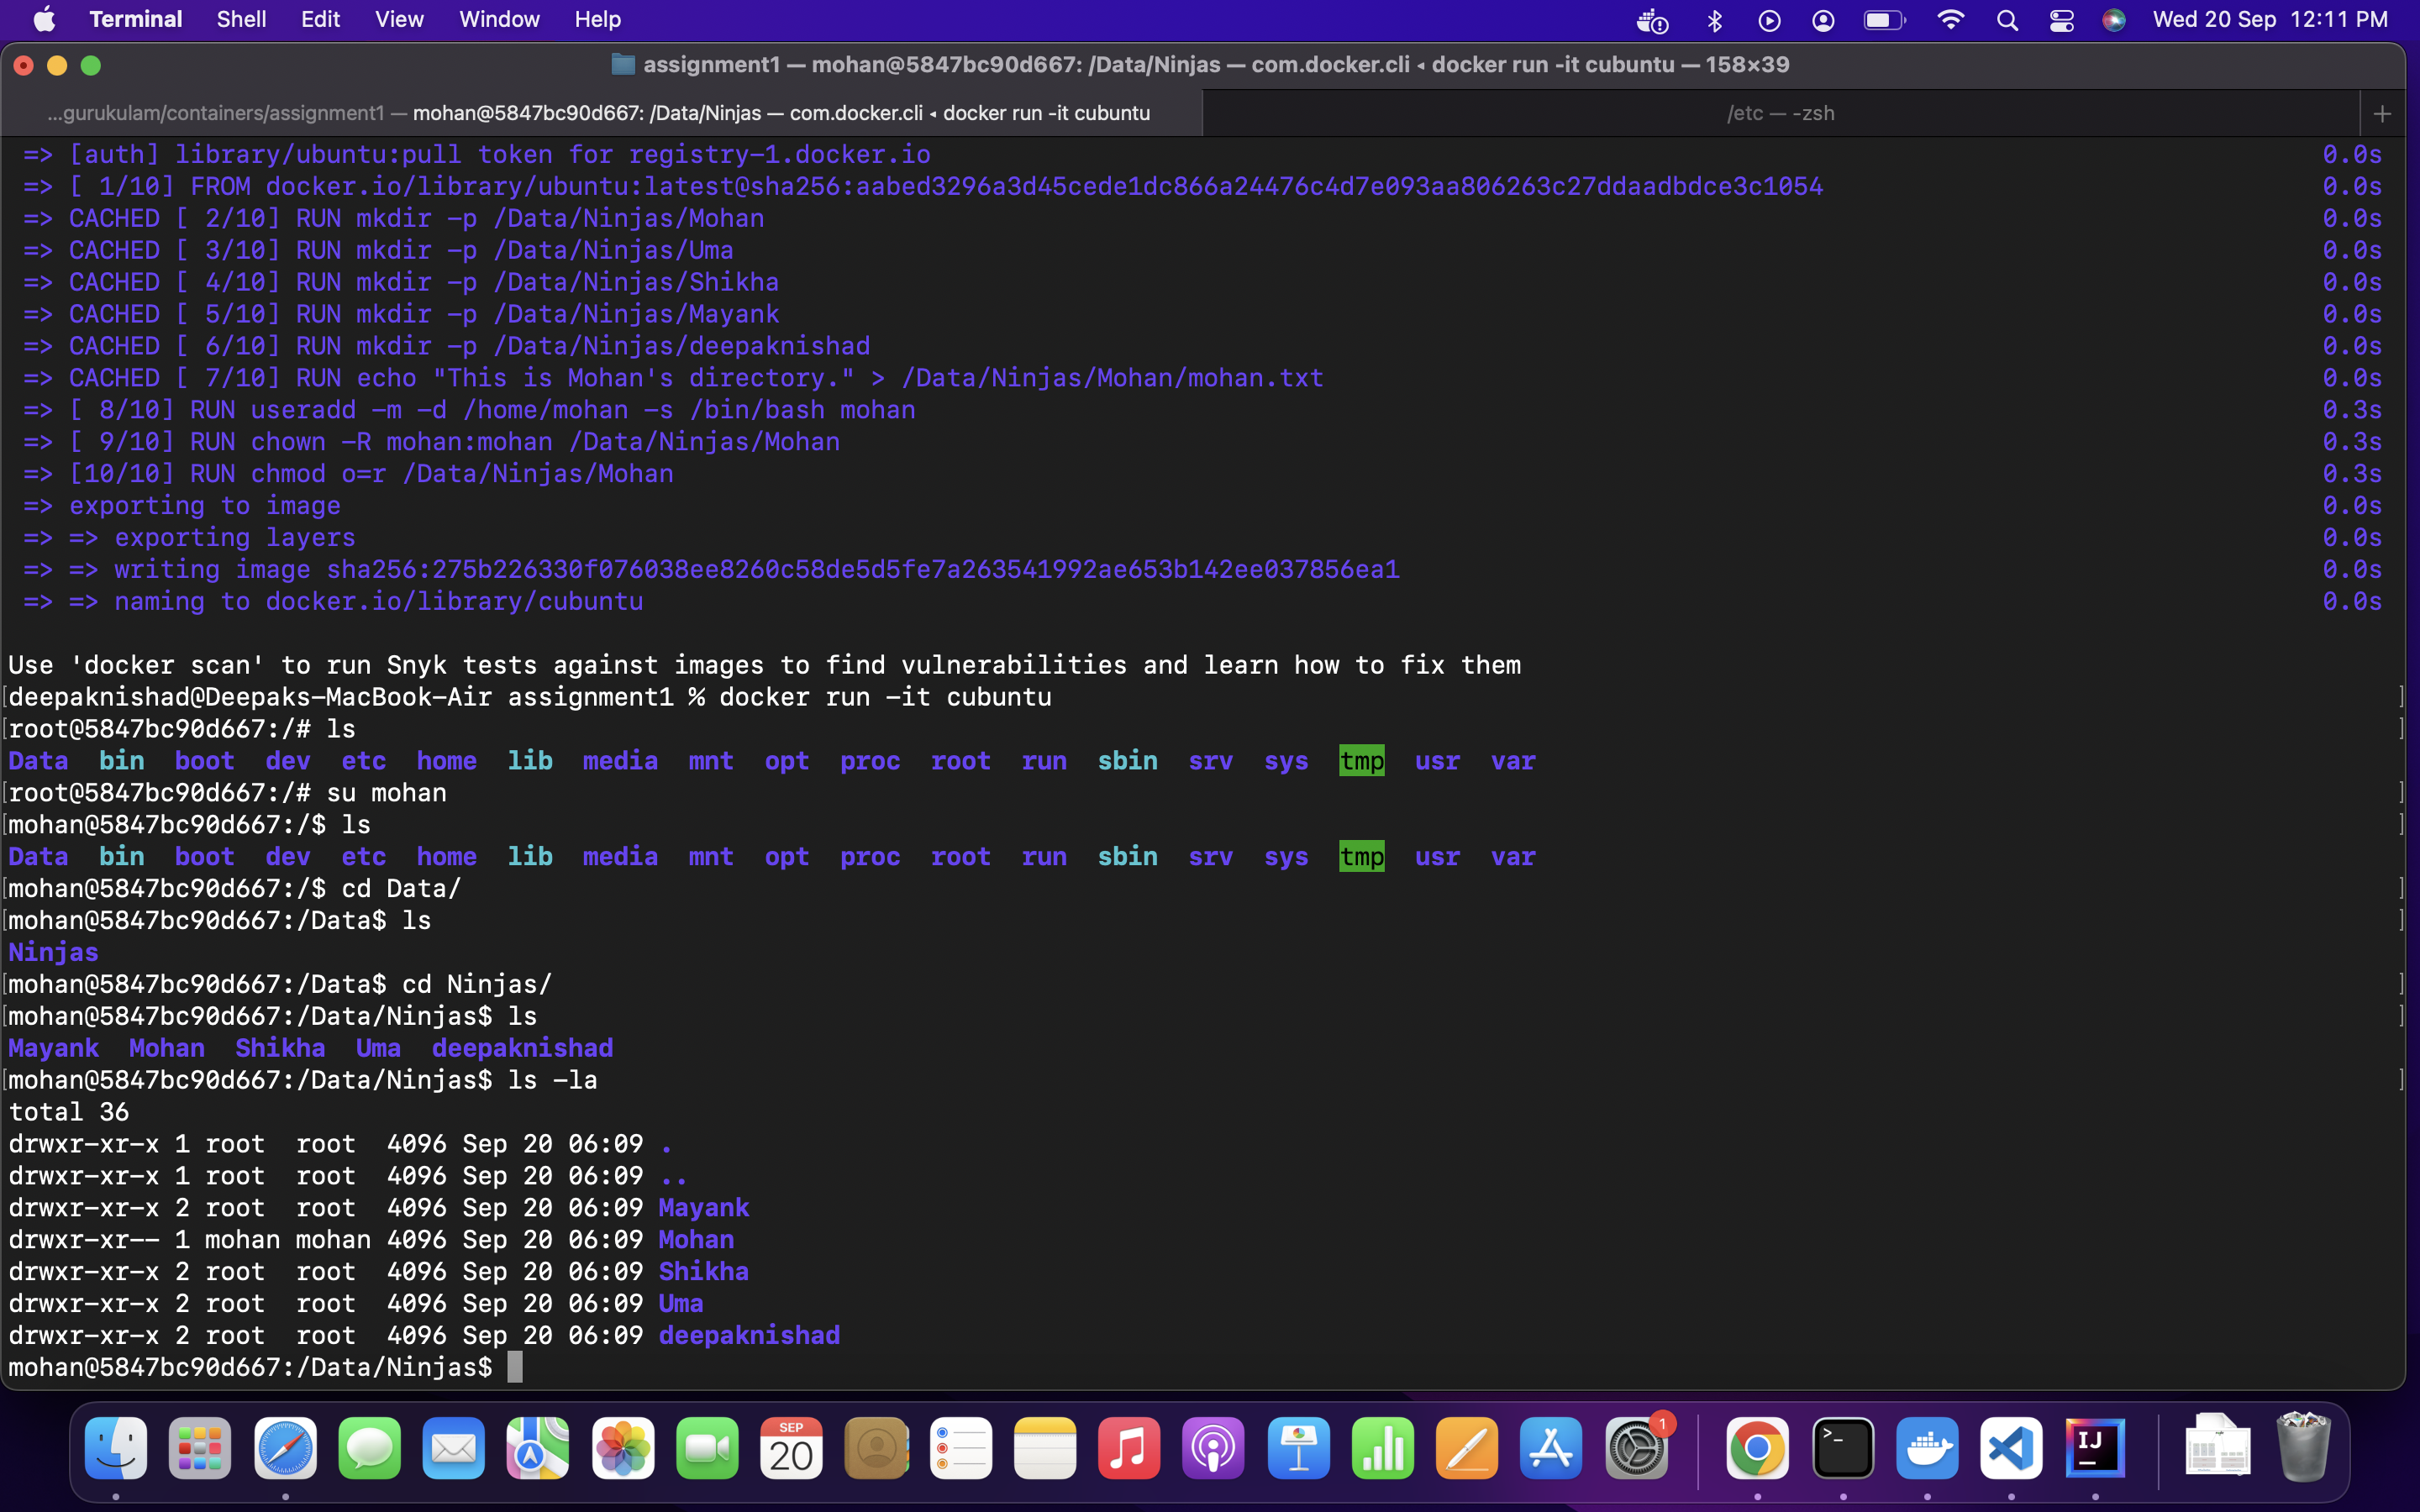 Terminal Shell Edit View Window Help Wed 20 Sep 12:11 PM
assignment1 — mohan@5847bc90d667: /Data/Ninjas — com.docker.cli ◂ docker run -it cubuntu — 158×39
...gurukulam/containers/assignment1 — mohan@5847bc90d667: /Data/Ninjas — com.docker.cli ◂ docker run -it cubuntu /etc — -zsh +
=> [auth] library/ubuntu:pull token for registry-1.docker.io 0.0s
=> [ 1/10] FROM docker.io/library/ubuntu:latest@sha256:aabed3296a3d45cede1dc866a24476c4d7e093aa806263c27ddaadbdce3c1054 0.0s
=> CACHED [ 2/10] RUN mkdir -p /Data/Ninjas/Mohan 0.0s
=> CACHED [ 3/10] RUN mkdir -p /Data/Ninjas/Uma 0.0s
=> CACHED [ 4/10] RUN mkdir -p /Data/Ninjas/Shikha 0.0s
=> CACHED [ 5/10] RUN mkdir -p /Data/Ninjas/Mayank 0.0s
=> CACHED [ 6/10] RUN mkdir -p /Data/Ninjas/deepaknishad 0.0s
=> CACHED [ 7/10] RUN echo "This is Mohan's directory." > /Data/Ninjas/Mohan/mohan.txt 0.0s
=> [ 8/10] RUN useradd -m -d /home/mohan -s /bin/bash mohan 0.3s
=> [ 9/10] RUN chown -R mohan:mohan /Data/Ninjas/Mohan 0.3s
=> [10/10] RUN chmod o=r /Data/Ninjas/Mohan 0.3s
=> exporting to image 0.0s
=> => exporting layers 0.0s
=> => writing image sha256:275b226330f076038ee8260c58de5d5fe7a263541992ae653b142ee037856ea1 0.0s
=> => naming to docker.io/library/cubuntu 0.0s
Use 'docker scan' to run Snyk tests against images to find vulnerabilities and learn how to fix them
[deepaknishad@Deepaks-MacBook-Air assignment1 % docker run -it cubuntu ]
[root@5847bc90d667:/# ls ]
Data bin boot dev etc home lib media mnt opt proc root run sbin srv sys tmp usr var
[root@5847bc90d667:/# su mohan ]
[mohan@5847bc90d667:/$ ls ]
Data bin boot dev etc home lib media mnt opt proc root run sbin srv sys tmp usr var
[mohan@5847bc90d667:/$ cd Data/ ]
[mohan@5847bc90d667:/Data$ ls ]
Ninjas
[mohan@5847bc90d667:/Data$ cd Ninjas/ ]
[mohan@5847bc90d667:/Data/Ninjas$ ls ]
Mayank Mohan Shikha Uma deepaknishad
[mohan@5847bc90d667:/Data/Ninjas$ ls -la ]
total 36
drwxr-xr-x 1 root root 4096 Sep 20 06:09 .
drwxr-xr-x 1 root root 4096 Sep 20 06:09 ..
drwxr-xr-x 2 root root 4096 Sep 20 06:09 Mayank
drwxr-xr-- 1 mohan mohan 4096 Sep 20 06:09 Mohan
drwxr-xr-x 2 root root 4096 Sep 20 06:09 Shikha
drwxr-xr-x 2 root root 4096 Sep 20 06:09 Uma
drwxr-xr-x 2 root root 4096 Sep 20 06:09 deepaknishad
mohan@5847bc90d667:/Data/Ninjas$
SEP
20
1
>_
IJ